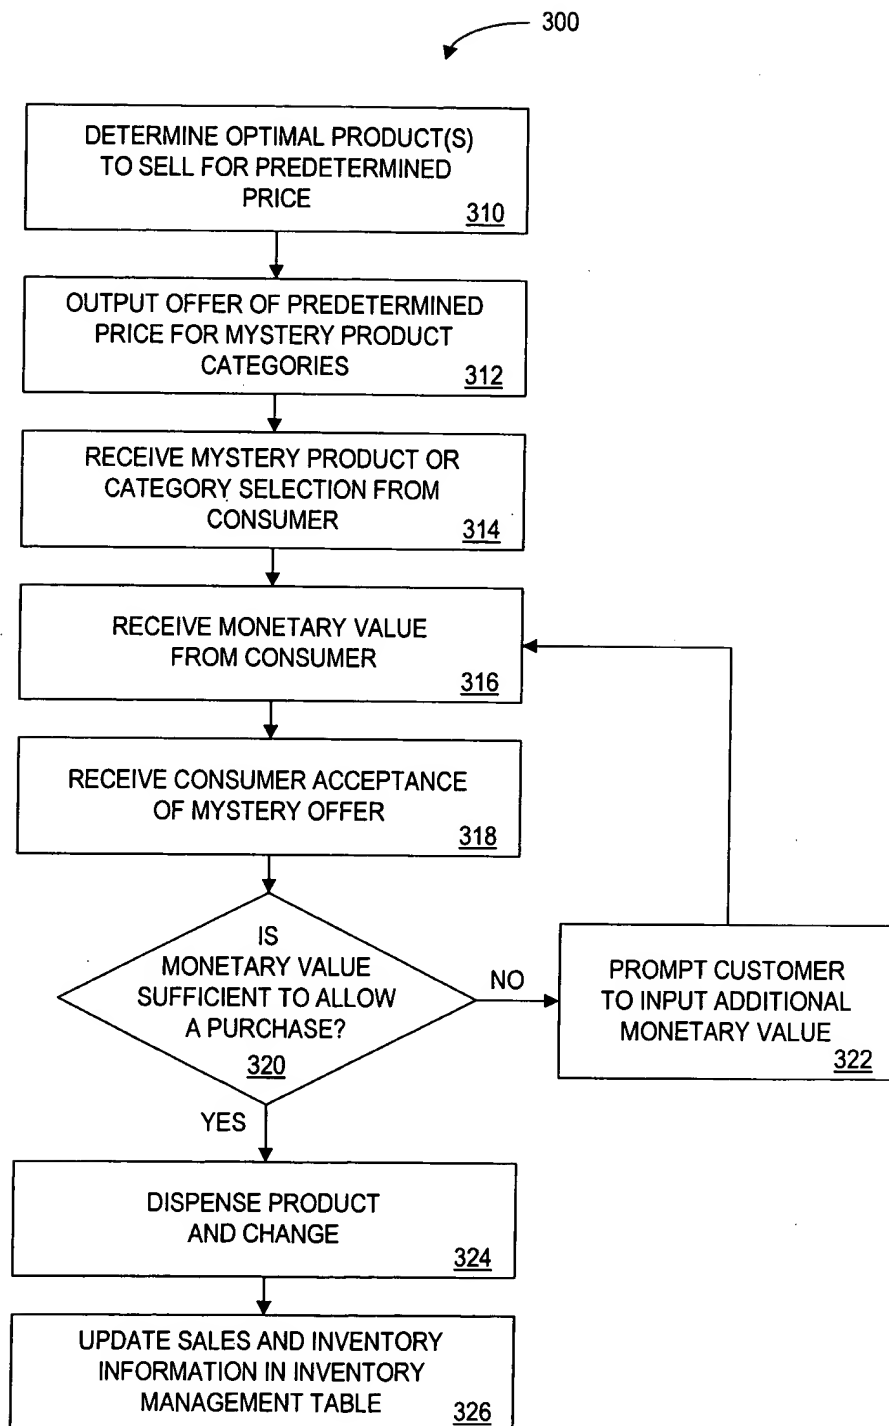 300
DETERMINE OPTIMAL PRODUCT(S)
TO SELL FOR PREDETERMINED
PRICE
310
OUTPUT OFFER OF PREDETERMINED
PRICE FOR MYSTERY PRODUCT
CATEGORIES
312
RECEIVE MYSTERY PRODUCT OR
CATEGORY SELECTION FROM
CONSUMER
314
RECEIVE MONETARY VALUE
FROM CONSUMER
316
RECEIVE CONSUMER ACCEPTANCE
OF MYSTERY OFFER
318
IS
MONETARY VALUE
SUFFICIENT TO ALLOW
A PURCHASE?
320
NO
PROMPT CUSTOMER
TO INPUT ADDITIONAL
MONETARY VALUE
322
YES
DISPENSE PRODUCT
AND CHANGE
324
UPDATE SALES AND INVENTORY
INFORMATION IN INVENTORY
MANAGEMENT TABLE
326